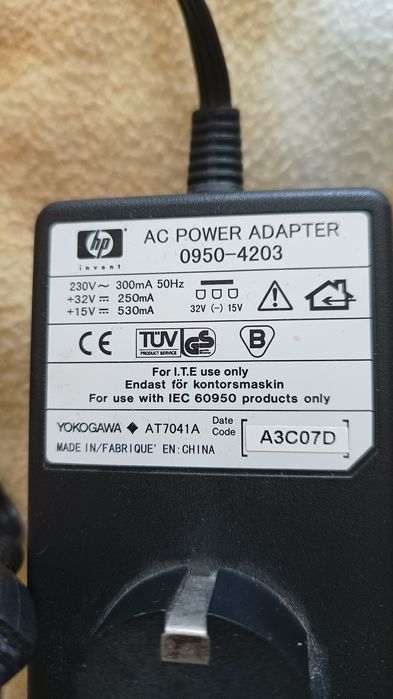 hp
invent
AC POWER ADAPTER
0950-4203
230V∼ 300mA 50Hz
+32V⎓ 250mA
+15V⎓ 530mA
32V (-) 15V
CE
TÜV
PRODUCT SERVICE
GS
B
For I.T.E use only
Endast för kontorsmaskin
For use with IEC 60950 products only
YOKOGAWA ◆ AT7041A
Date Code
A3C07D
MADE IN/FABRIQUE' EN:CHINA